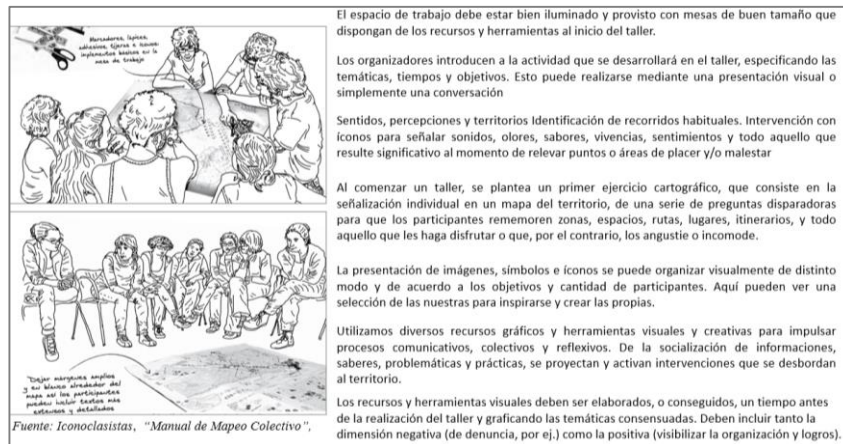 Marcadores, lápices,
adhesivos, tijeras e íconos:
implementos básicos en la
mesa de trabajo
"Dejar márgenes amplios
y en blanco alrededor del
mapa así los participantes
pueden incluir textos más
extensos y detallados
Fuente: Iconoclasistas, "Manual de Mapeo Colectivo",
El espacio de trabajo debe estar bien iluminado y provisto con mesas de buen tamaño que
dispongan de los recursos y herramientas al inicio del taller.
Los organizadores introducen a la actividad que se desarrollará en el taller, especificando las
temáticas, tiempos y objetivos. Esto puede realizarse mediante una presentación visual o
simplemente una conversación
Sentidos, percepciones y territorios Identificación de recorridos habituales. Intervención con
íconos para señalar sonidos, olores, sabores, vivencias, sentimientos y todo aquello que
resulte significativo al momento de relevar puntos o áreas de placer y/o malestar
Al comenzar un taller, se plantea un primer ejercicio cartográfico, que consiste en la
señalización individual en un mapa del territorio, de una serie de preguntas disparadoras
para que los participantes rememoren zonas, espacios, rutas, lugares, itinerarios, y todo
aquello que les haga disfrutar o que, por el contrario, los angustie o incomode.
La presentación de imágenes, símbolos e íconos se puede organizar visualmente de distinto
modo y de acuerdo a los objetivos y cantidad de participantes. Aquí pueden ver una
selección de las nuestras para inspirarse y crear las propias.
Utilizamos diversos recursos gráficos y herramientas visuales y creativas para impulsar
procesos comunicativos, colectivos y reflexivos. De la socialización de informaciones,
saberes, problemáticas y prácticas, se proyectan y activan intervenciones que se desbordan
al territorio.
Los recursos y herramientas visuales deben ser elaborados, o conseguidos, un tiempo antes
de la realización del taller y graficando las temáticas consensuadas. Deben incluir tanto la
dimensión negativa (de denuncia, por ej.) como la positiva (visibilizar la organización y logros).